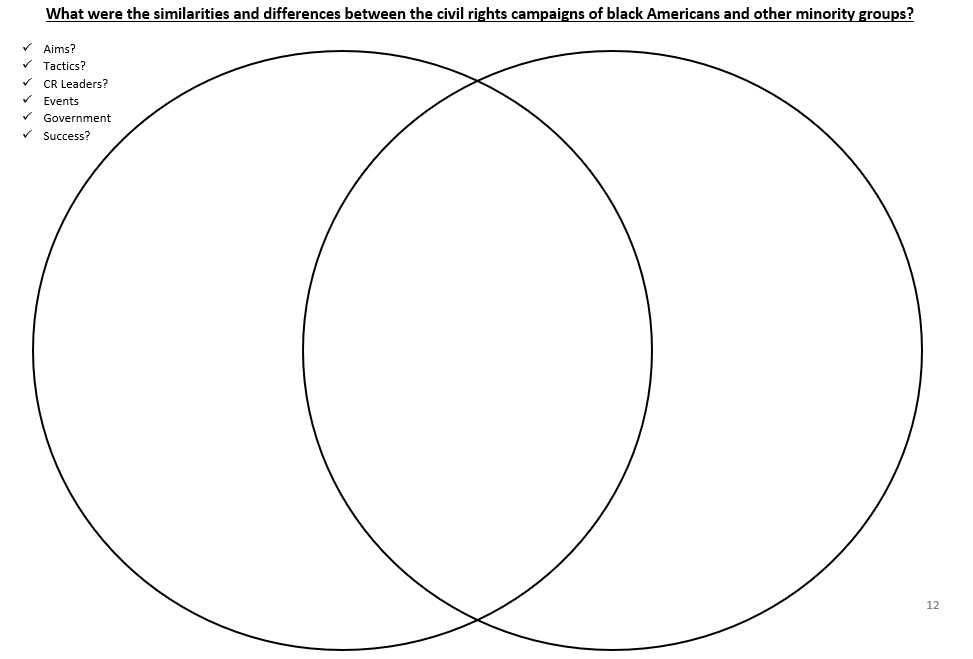 What were the similarities and differences between the civil rights campaigns of black Americans and other minority groups?
✓ Aims?
✓ Tactics?
✓ CR Leaders?
✓ Events
✓ Government
✓ Success?
12